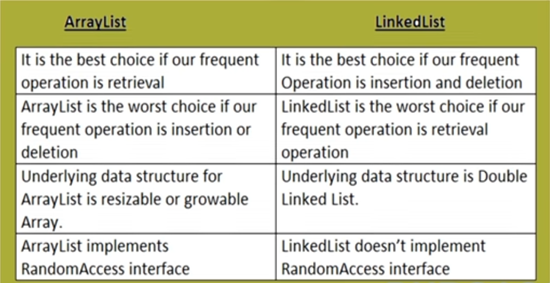 ArrayList
LinkedList
It is the best choice if our frequent
operation is retrieval
It is the best choice if our frequent
Operation is insertion and deletion
ArrayList is the worst choice if our
frequent operation is insertion or
deletion
LinkedList is the worst choice if our
frequent operation is retrieval
operation
Underlying data structure for
ArrayList is resizable or growable
Array.
Underlying data structure is Double
Linked List.
ArrayList implements
RandomAccess interface
LinkedList doesn't implement
RandomAccess interface